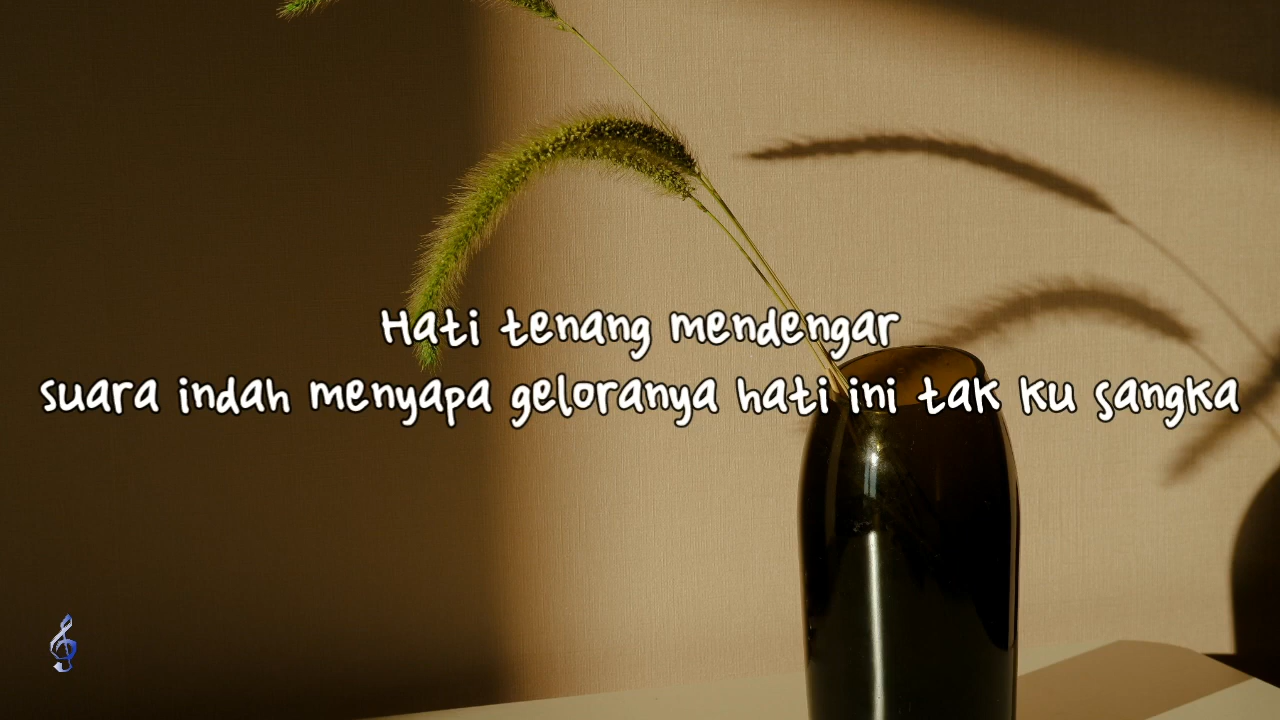 Hati tenang mendengar
suara indah menyapa geloranya hati ini tak ku sangka